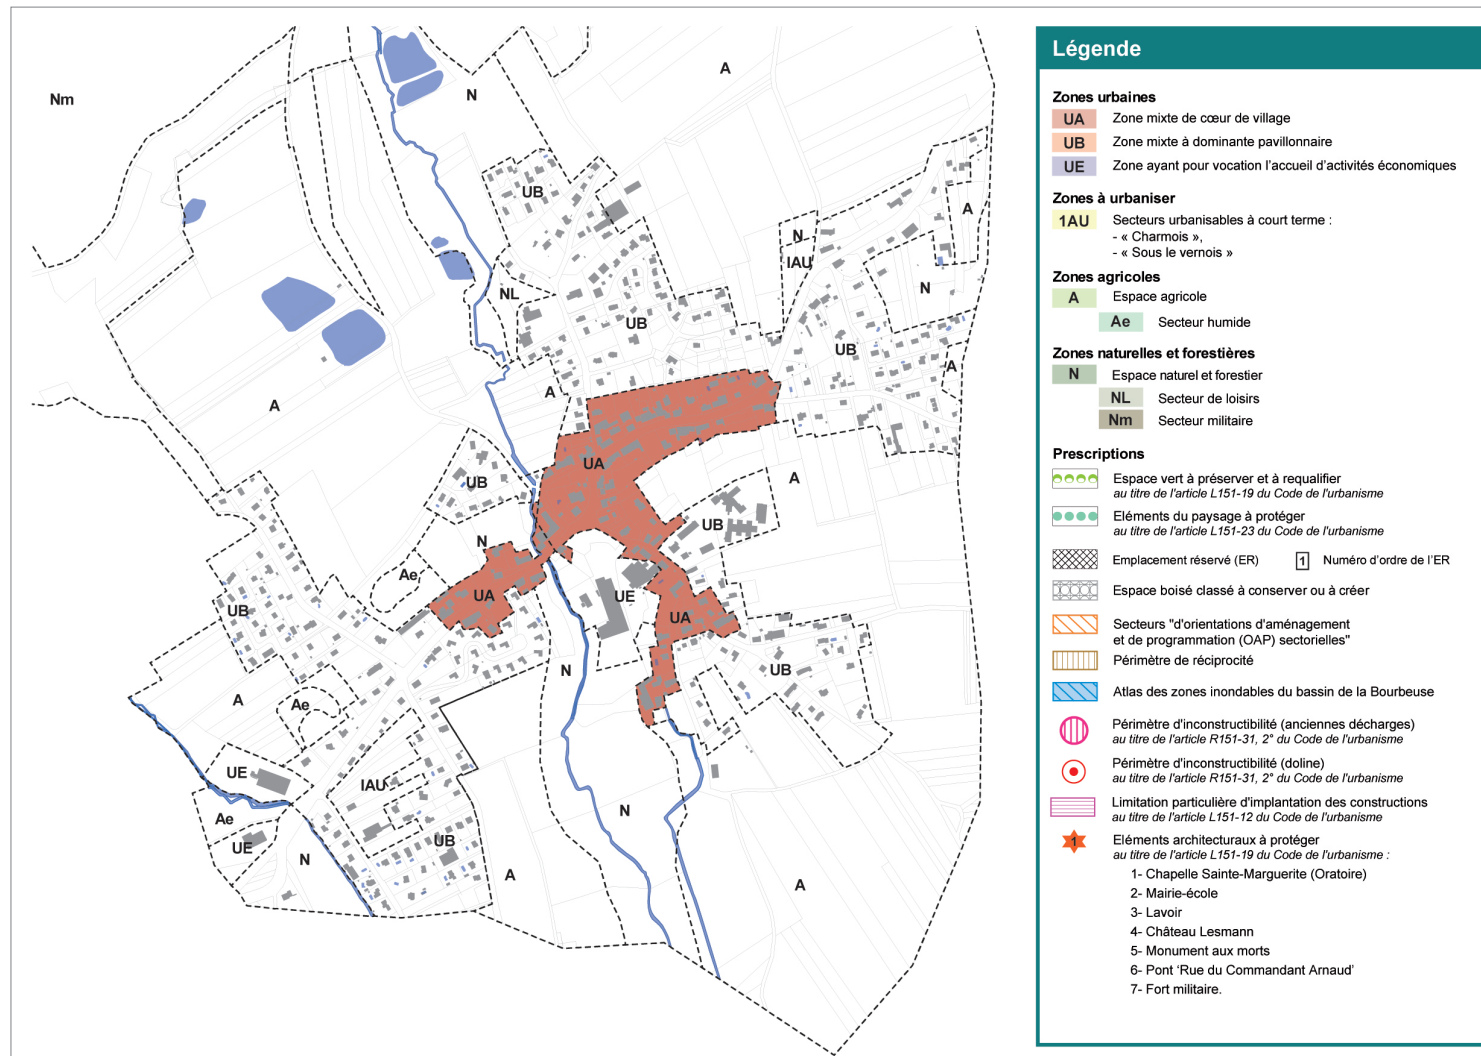 Nm
A
N
UB
A
N
IAU
N
NL
UB
UB
A
A
A
UA
UB
A
UB
N
Ae
UA
UE
UB
UA
N
UB
A
Ae
UE
IAU
N
Ae
UE
N
UB
A
A
Légende
Zones urbaines
UA Zone mixte de cœur de village
UB Zone mixte à dominante pavillonnaire
UE Zone ayant pour vocation l'accueil d'activités économiques
Zones à urbaniser
1AU Secteurs urbanisables à court terme :
- « Charmois »,
- « Sous le vernois »
Zones agricoles
A Espace agricole
Ae Secteur humide
Zones naturelles et forestières
N Espace naturel et forestier
NL Secteur de loisirs
Nm Secteur militaire
Prescriptions
Espace vert à préserver et à requalifier
au titre de l'article L151-19 du Code de l'urbanisme
Eléments du paysage à protéger
au titre de l'article L151-23 du Code de l'urbanisme
Emplacement réservé (ER) 1 Numéro d'ordre de l'ER
Espace boisé classé à conserver ou à créer
Secteurs "d'orientations d'aménagement
et de programmation (OAP) sectorielles"
Périmètre de réciprocité
Atlas des zones inondables du bassin de la Bourbeuse
Périmètre d'inconstructibilité (anciennes décharges)
au titre de l'article R151-31, 2° du Code de l'urbanisme
Périmètre d'inconstructibilité (doline)
au titre de l'article R151-31, 2° du Code de l'urbanisme
Limitation particulière d'implantation des constructions
au titre de l'article L151-12 du Code de l'urbanisme
1 Eléments architecturaux à protéger
au titre de l'article L151-19 du Code de l'urbanisme :
1- Chapelle Sainte-Marguerite (Oratoire)
2- Mairie-école
3- Lavoir
4- Château Lesmann
5- Monument aux morts
6- Pont 'Rue du Commandant Arnaud'
7- Fort militaire.